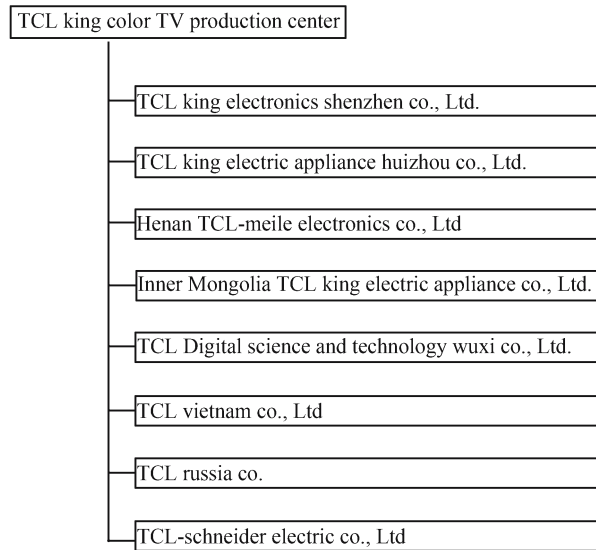 TCL king color TV production center
TCL king electronics shenzhen co., Ltd.
TCL king electric appliance huizhou co., Ltd.
Henan TCL-meile electronics co., Ltd
Inner Mongolia TCL king electric appliance co., Ltd.
TCL Digital science and technology wuxi co., Ltd.
TCL vietnam co., Ltd
TCL russia co.
TCL-schneider electric co., Ltd